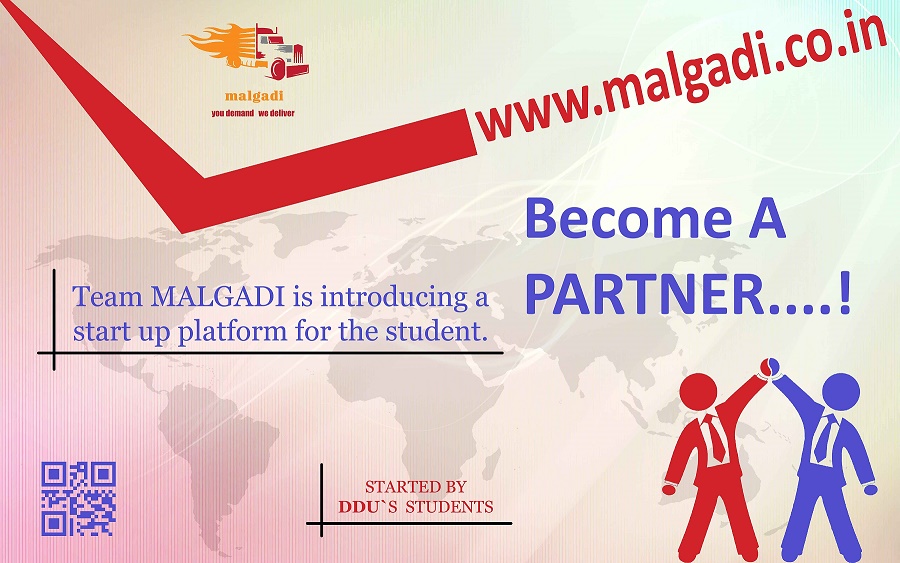 malgadi
you demand we deliver
www.malgadi.co.in
Become A
PARTNER....!
Team MALGADI is introducing a
start up platform for the student.
STARTED BY
DDU`S STUDENTS